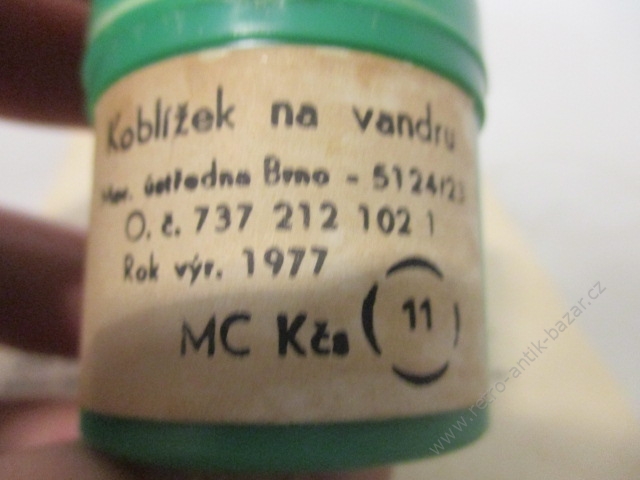 Koblížek na vandru
ústředna Brno - 5124/23
O. č. 737 212 102 1
Rok výr. 1977
MC Kčs 11
www.retro-antik-bazar.cz